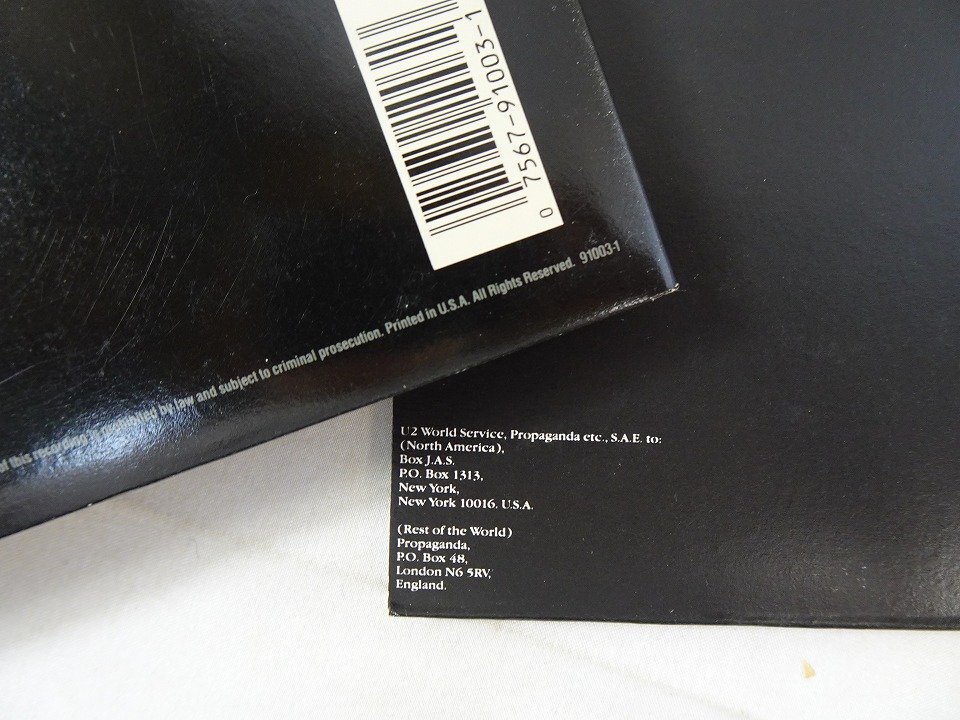 0 7567-91003-1
this recording is prohibited by law and subject to criminal prosecution. Printed in U.S.A. All Rights Reserved. 91003-1
U2 World Service, Propaganda etc., S.A.E. to:
(North America),
Box J.A.S.
P.O. Box 1313,
New York,
New York 10016. U.S.A.
(Rest of the World)
Propaganda,
P.O. Box 48,
London N6 5RV,
England.